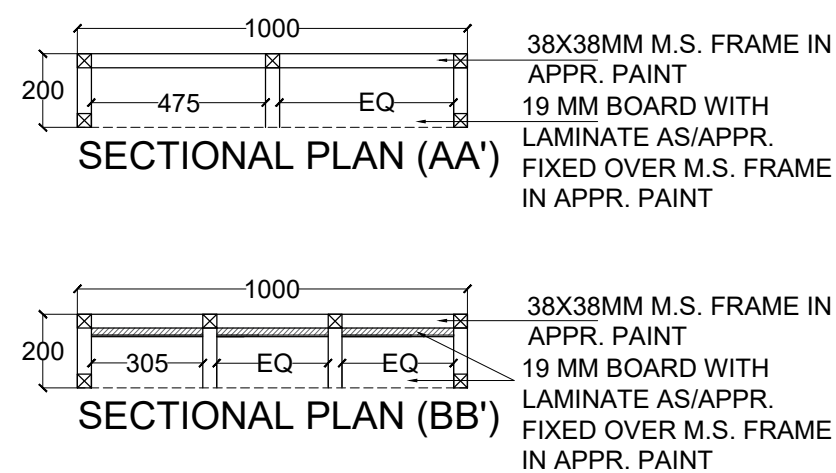 1000
38X38MM M.S. FRAME IN
APPR. PAINT
200
475
EQ
19 MM BOARD WITH
LAMINATE AS/APPR.
FIXED OVER M.S. FRAME
IN APPR. PAINT
SECTIONAL PLAN (AA')
1000
38X38MM M.S. FRAME IN
APPR. PAINT
200
305
EQ
EQ
19 MM BOARD WITH
LAMINATE AS/APPR.
FIXED OVER M.S. FRAME
IN APPR. PAINT
SECTIONAL PLAN (BB')